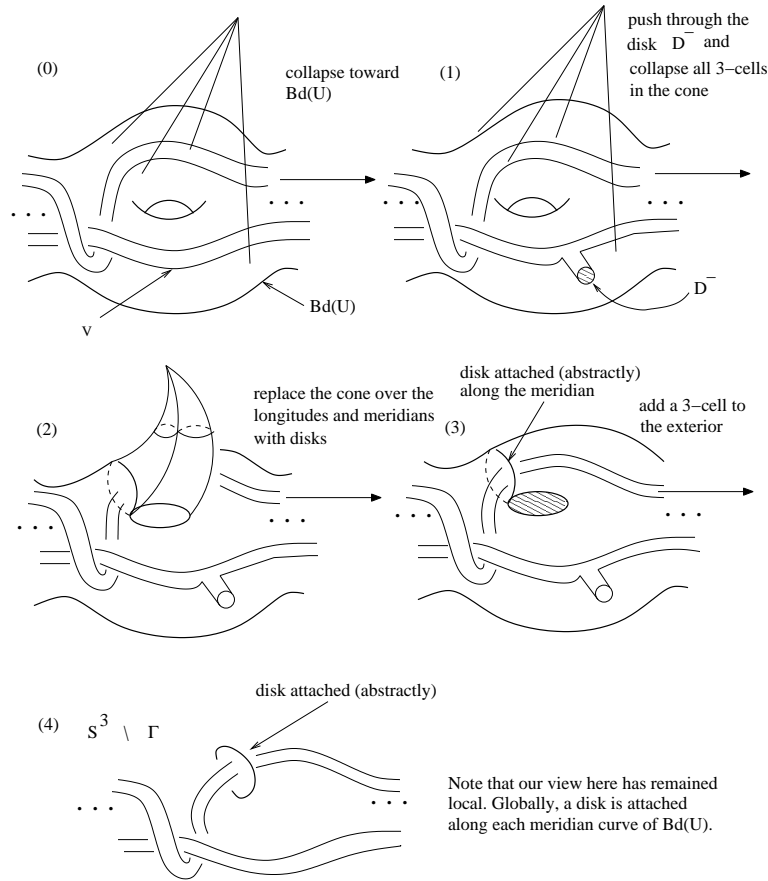 (0)
collapse toward
Bd(U)
. . .
. . .
v
Bd(U)
(1)
push through the
disk D⁻ and
collapse all 3−cells
in the cone
. . .
. . .
D⁻
(2)
replace the cone over the
longitudes and meridians
with disks
. . .
. . .
(3)
disk attached (abstractly)
along the meridian
add a 3−cell to
the exterior
. . .
. . .
(4)
S³ \ Γ
disk attached (abstractly)
. . .
. . .
Note that our view here has remained
local. Globally, a disk is attached
along each meridian curve of Bd(U).